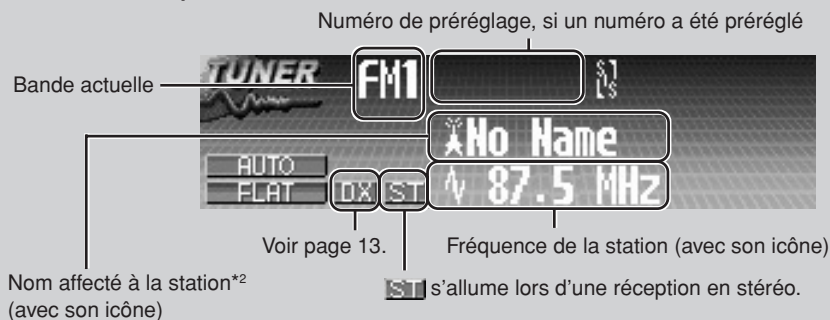 Numéro de préréglage, si un numéro a été préréglé
TUNER
FM1
Bande actuelle
No Name
AUTO
FLAT DX ST 87.5 MHz
Voir page 13.
Fréquence de la station (avec son icône)
Nom affecté à la station*2
(avec son icône)
ST s'allume lors d'une réception en stéréo.